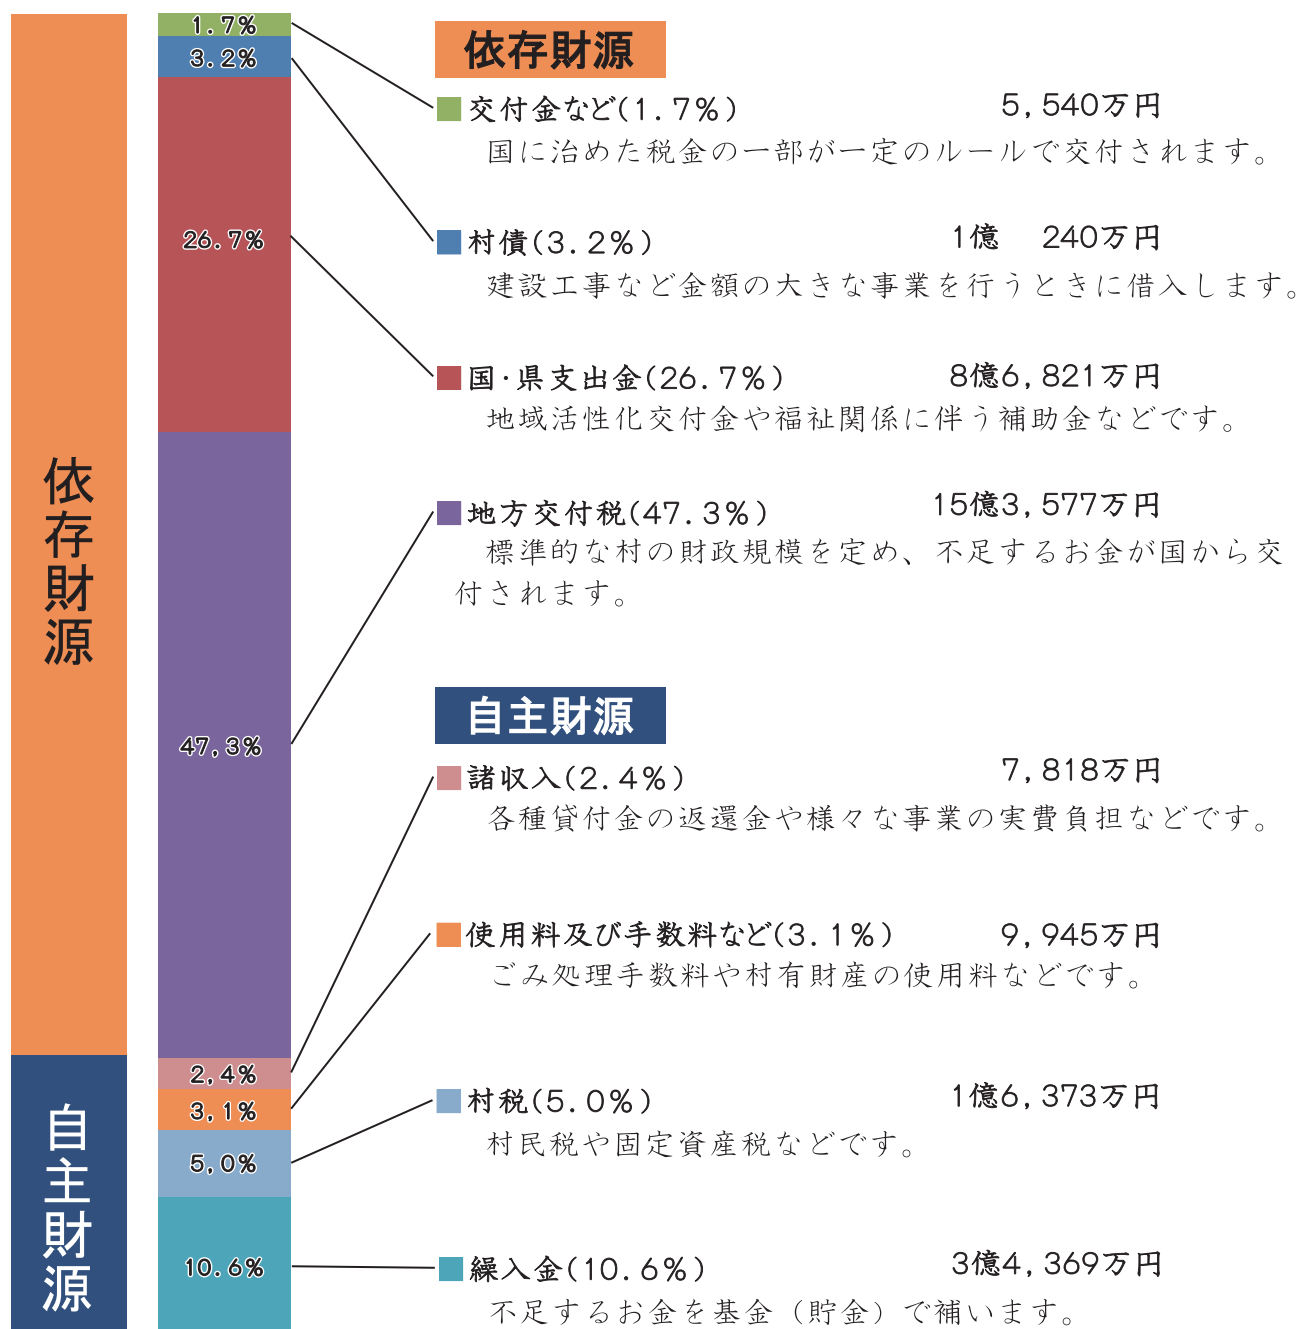 依存財源
自主財源
1.7%
3.2%
26.7%
47,3%
2,4%
3,1%
5,0%
10.6%
依存財源
交付金など(1.7%) 5,540万円
国に治めた税金の一部が一定のルールで交付されます。
村債(3.2%) 1億 240万円
建設工事など金額の大きな事業を行うときに借入します。
国・県支出金(26.7%) 8億6,821万円
地域活性化交付金や福祉関係に伴う補助金などです。
地方交付税(47.3%) 15億3,577万円
標準的な村の財政規模を定め、不足するお金が国から交
付されます。
自主財源
諸収入(2.4%) 7,818万円
各種貸付金の返還金や様々な事業の実費負担などです。
使用料及び手数料など(3.1%) 9,945万円
ごみ処理手数料や村有財産の使用料などです。
村税(5.0%) 1億6,373万円
村民税や固定資産税などです。
繰入金(10.6%) 3億4,369万円
不足するお金を基金（貯金）で補います。